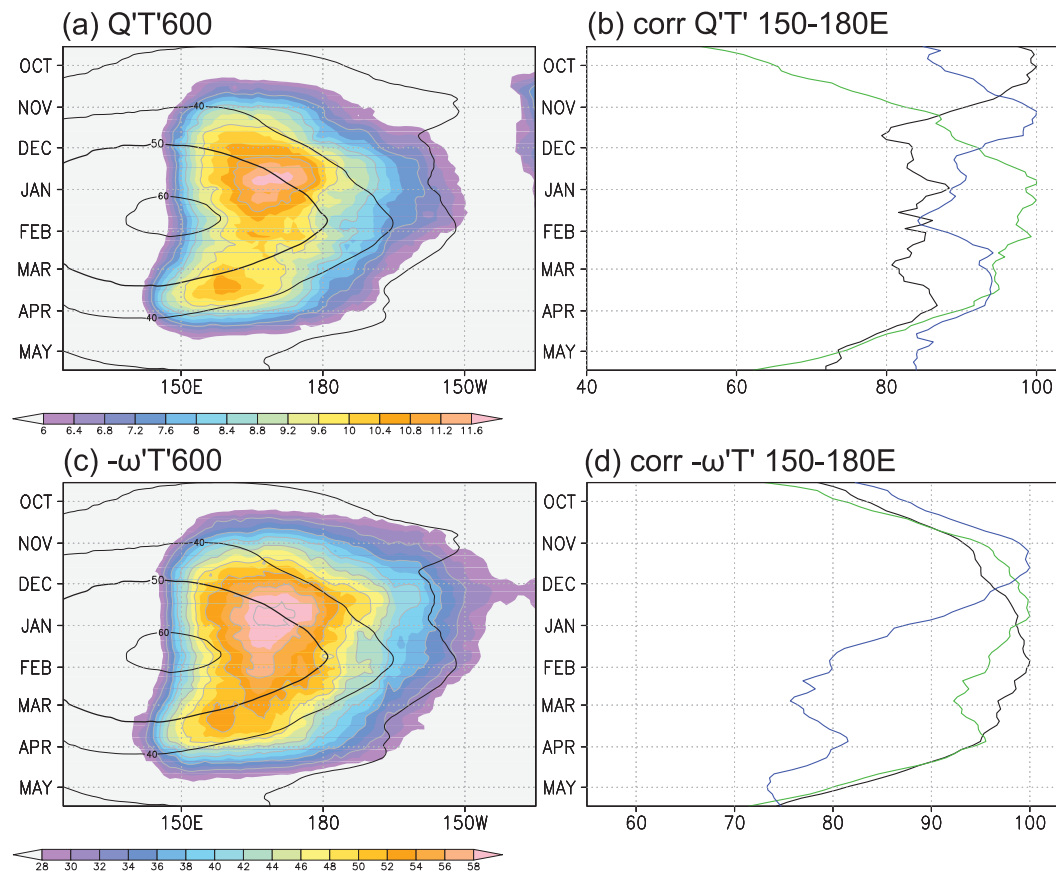 (a) Q'T'600
(b) corr Q'T' 150-180E
OCT
NOV
DEC
JAN
FEB
MAR
APR
MAY
40
50
60
40
150E 180 150W
6 6.4 6.8 7.2 7.6 8 8.4 8.8 9.2 9.6 10 10.4 10.8 11.2 11.6
OCT
NOV
DEC
JAN
FEB
MAR
APR
MAY
40 60 80 100
(c) -ω'T'600
(d) corr -ω'T' 150-180E
OCT
NOV
DEC
JAN
FEB
MAR
APR
MAY
40
50
60
40
150E 180 150W
28 30 32 34 36 38 40 42 44 46 48 50 52 54 56 58
OCT
NOV
DEC
JAN
FEB
MAR
APR
MAY
60 70 80 90 100